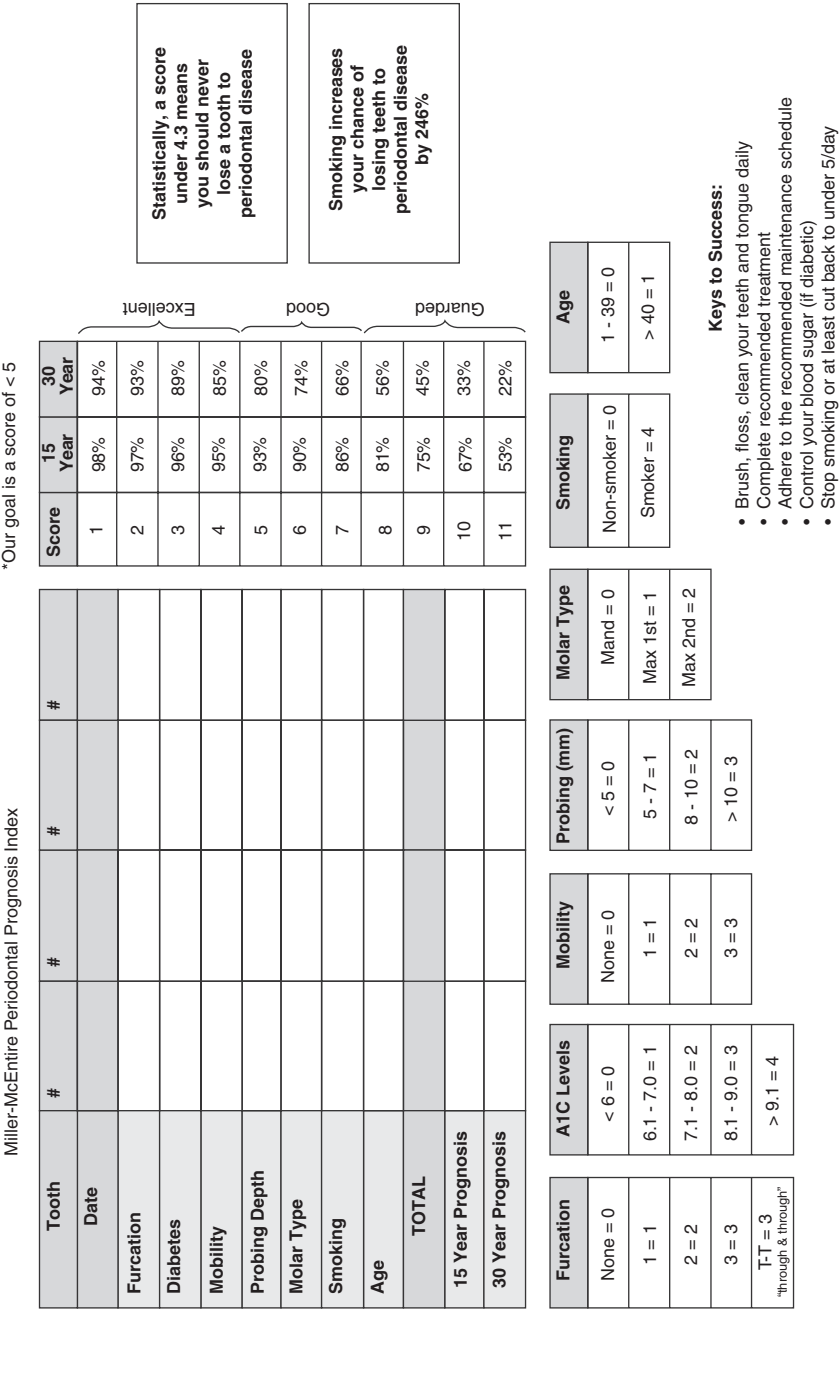 Miller-McEntire Periodontal Prognosis Index
*Our goal is a score of < 5
Tooth # # # #
Date
Furcation
Diabetes
Mobility
Probing Depth
Molar Type
Smoking
Age
TOTAL
15 Year Prognosis
30 Year Prognosis
Score 15 Year 30 Year
1 98% 94%
2 97% 93%
3 96% 89%
4 95% 85%
5 93% 80%
6 90% 74%
7 86% 66%
8 81% 56%
9 75% 45%
10 67% 33%
11 53% 22%
Excellent
Good
Guarded
Statistically, a score
under 4.3 means
you should never
lose a tooth to
periodontal disease
Smoking increases
your chance of
losing teeth to
periodontal disease
by 246%
Furcation
None = 0
1 = 1
2 = 2
3 = 3
T-T = 3
"through & through"
A1C Levels
< 6 = 0
6.1 - 7.0 = 1
7.1 - 8.0 = 2
8.1 - 9.0 = 3
> 9.1 = 4
Mobility
None = 0
1 = 1
2 = 2
3 = 3
Probing (mm)
< 5 = 0
5 - 7 = 1
8 - 10 = 2
> 10 = 3
Molar Type
Mand = 0
Max 1st = 1
Max 2nd = 2
Smoking
Non-smoker = 0
Smoker = 4
Age
1 - 39 = 0
> 40 = 1
Keys to Success:
• Brush, floss, clean your teeth and tongue daily
• Complete recommended treatment
• Adhere to the recommended maintenance schedule
• Control your blood sugar (if diabetic)
• Stop smoking or at least cut back to under 5/day